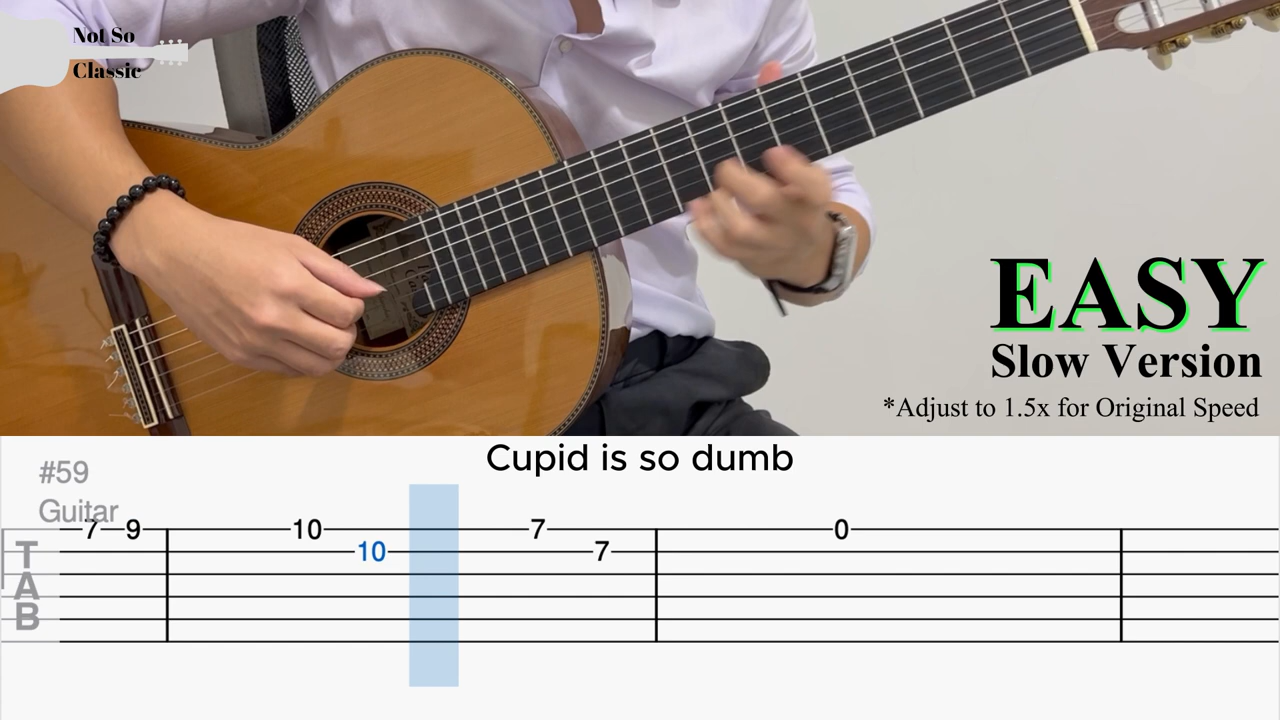 Not So
Classic
EASY
Slow Version
*Adjust to 1.5x for Original Speed
Cupid is so dumb
#59
Guitar
7 9 10 7 0
10 7
T
A
B